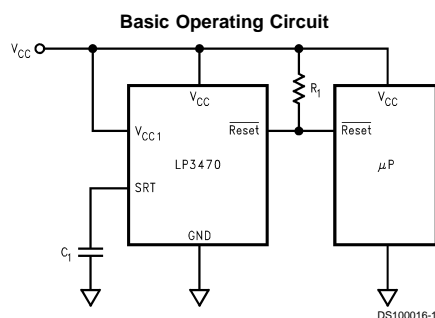 Basic Operating Circuit
VCC
R1
VCC
VCC
VCC1
Reset
Reset
LP3470
μP
SRT
GND
C1
DS100016-1